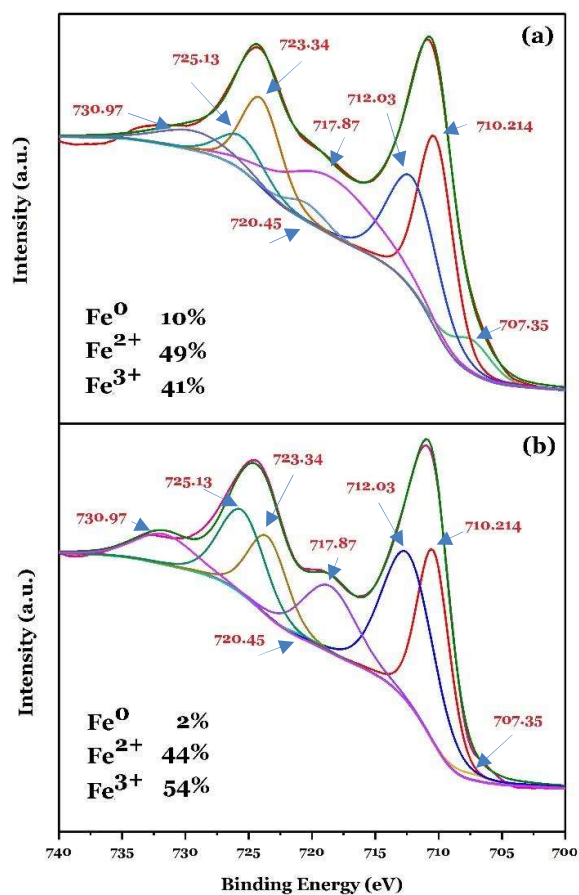 (a)
723.34
725.13
712.03
710.214
730.97
717.87
720.45
707.35
Intensity (a.u.)
Fe0 10%
Fe2+ 49%
Fe3+ 41%
(b)
723.34
725.13
712.03
710.214
730.97
717.87
720.45
707.35
Intensity (a.u.)
Fe0 2%
Fe2+ 44%
Fe3+ 54%
740 735 730 725 720 715 710 705 700
Binding Energy (eV)